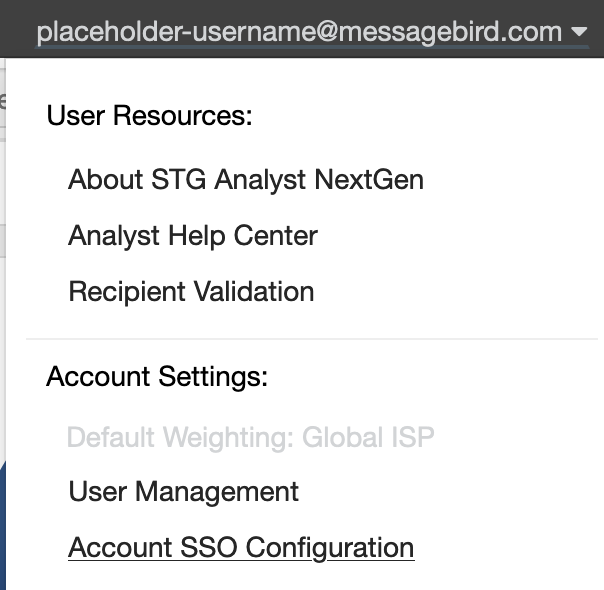 placeholder-username@messagebird.com
User Resources:
About STG Analyst NextGen
Analyst Help Center
Recipient Validation
Account Settings:
Default Weighting: Global ISP
User Management
Account SSO Configuration